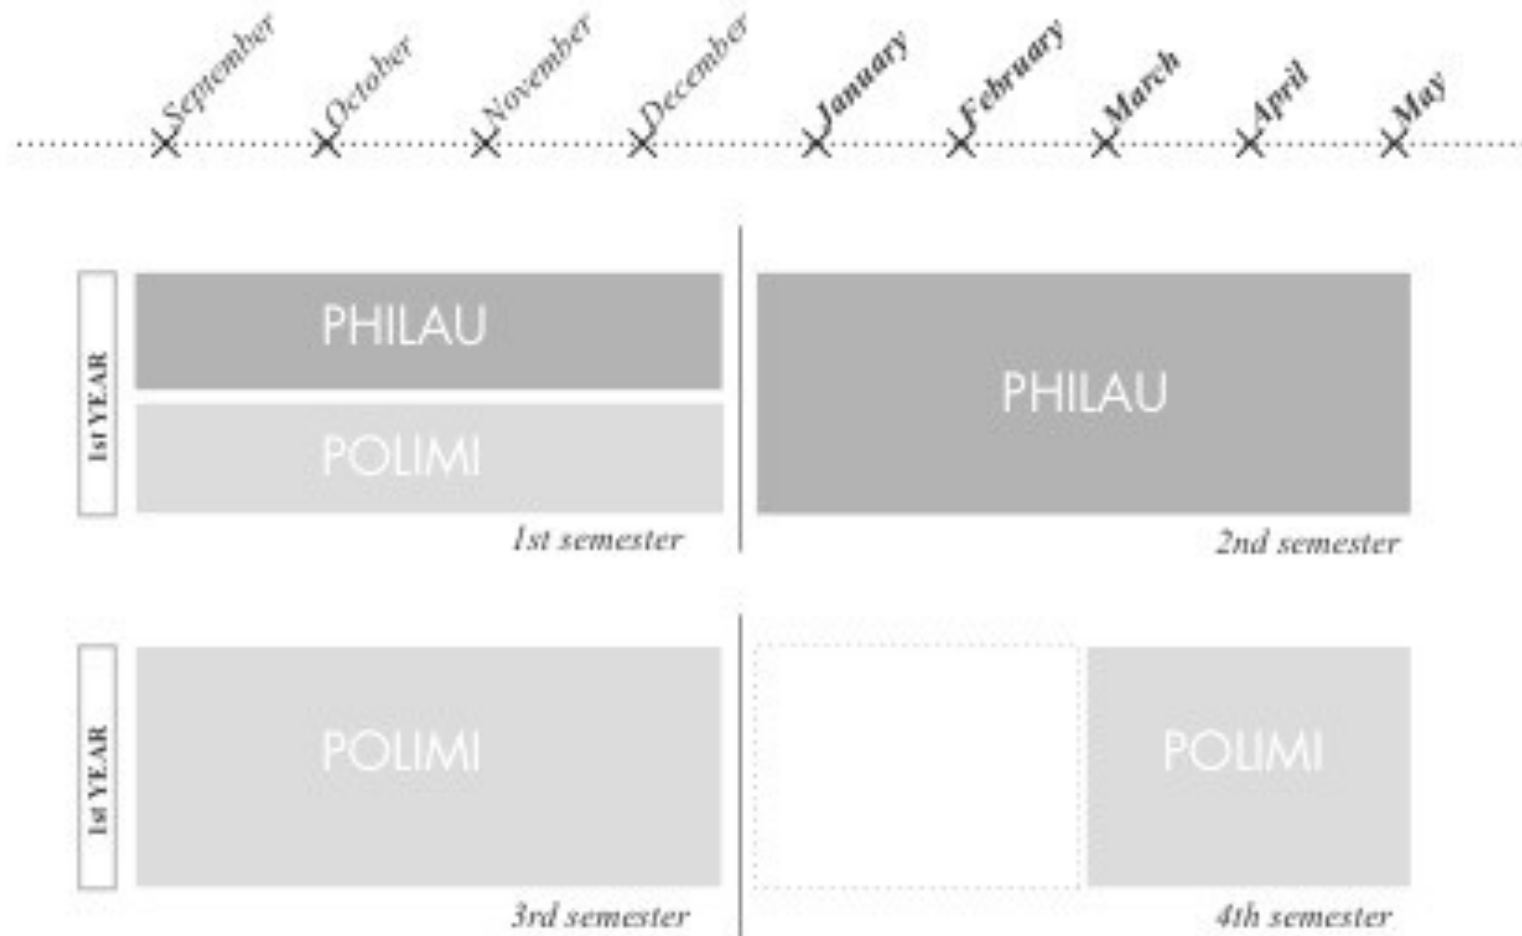 September
October
November
December
January
February
March
April
May
1st YEAR
PHILAU
POLIMI
1st semester
PHILAU
2nd semester
1st YEAR
POLIMI
3rd semester
POLIMI
4th semester